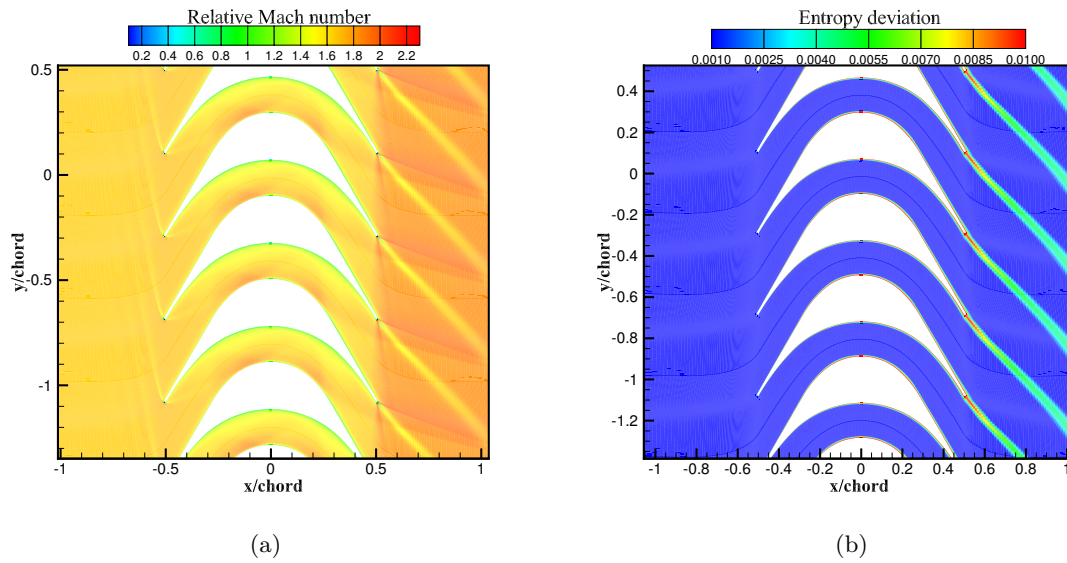 Relative Mach number
0.2 0.4 0.6 0.8 1 1.2 1.4 1.6 1.8 2 2.2
0.5
0
-0.5
-1
y/chord
-1 -0.5 0 0.5 1
x/chord
(a)
Entropy deviation
0.0010 0.0025 0.0040 0.0055 0.0070 0.0085 0.0100
0.4
0.2
0
-0.2
-0.4
-0.6
-0.8
-1
-1.2
y/chord
-1 -0.8 -0.6 -0.4 -0.2 0 0.2 0.4 0.6 0.8 1
x/chord
(b)